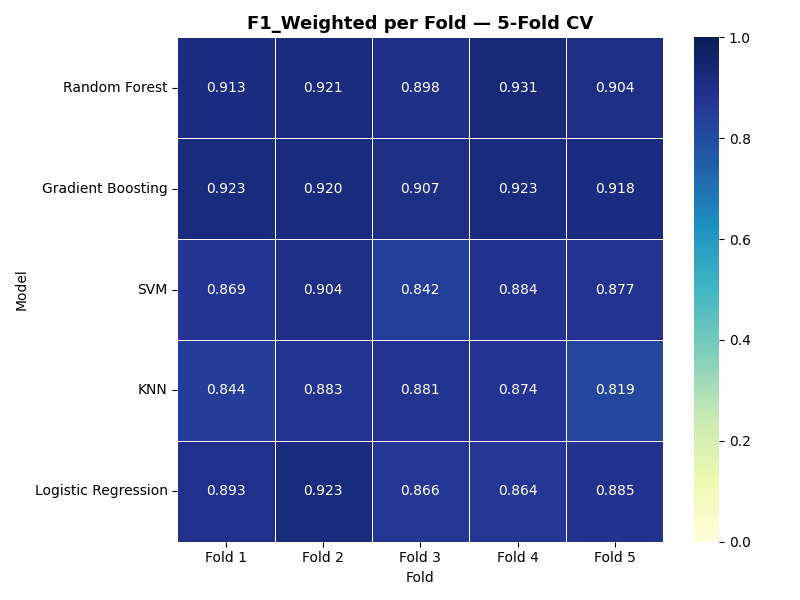 F1_Weighted per Fold — 5-Fold CV
Model
Random Forest 0.913 0.921 0.898 0.931 0.904
Gradient Boosting 0.923 0.920 0.907 0.923 0.918
SVM 0.869 0.904 0.842 0.884 0.877
KNN 0.844 0.883 0.881 0.874 0.819
Logistic Regression 0.893 0.923 0.866 0.864 0.885
Fold 1 Fold 2 Fold 3 Fold 4 Fold 5
Fold
1.0
0.8
0.6
0.4
0.2
0.0